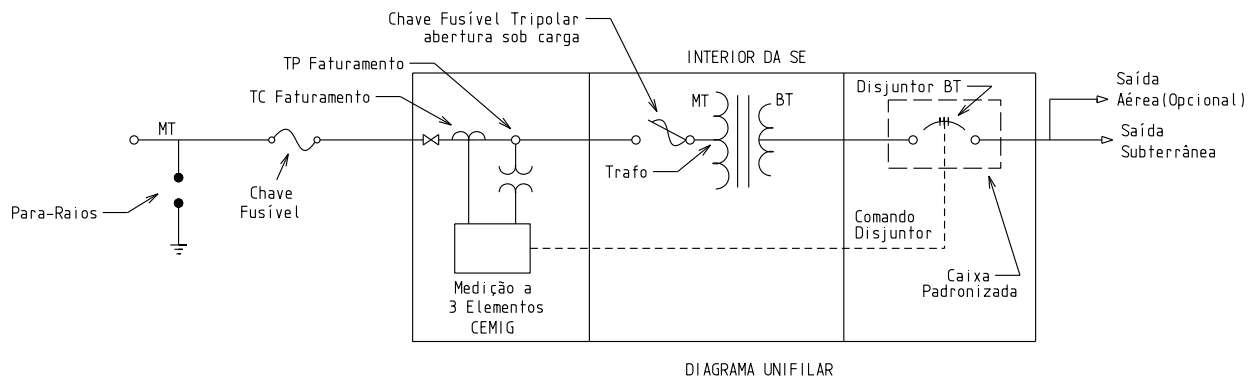 Chave Fusível Tripolar
abertura sob carga
INTERIOR DA SE
TP Faturamento
TC Faturamento
MT
BT
Disjuntor BT
Saída
Aérea(Opcional)
MT
Saída
Subterrânea
Trafo
Chave
Fusível
Para-Raios
Comando
Disjuntor
Caixa
Padronizada
Medição a
3 Elementos
CEMIG
DIAGRAMA UNIFILAR